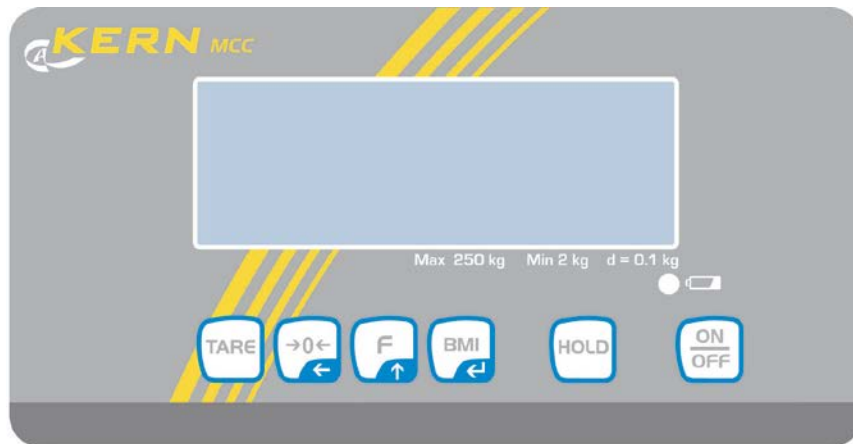 KERN MCC
Max 250 kg Min 2 kg d = 0.1 kg
TARE →0← F BMI HOLD ON
OFF